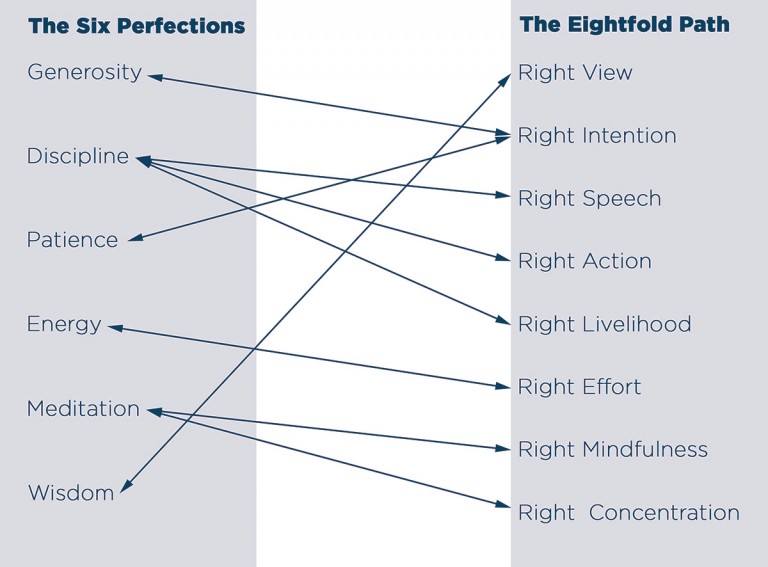 The Six Perfections
Generosity
Discipline
Patience
Energy
Meditation
Wisdom
The Eightfold Path
Right View
Right Intention
Right Speech
Right Action
Right Livelihood
Right Effort
Right Mindfulness
Right Concentration